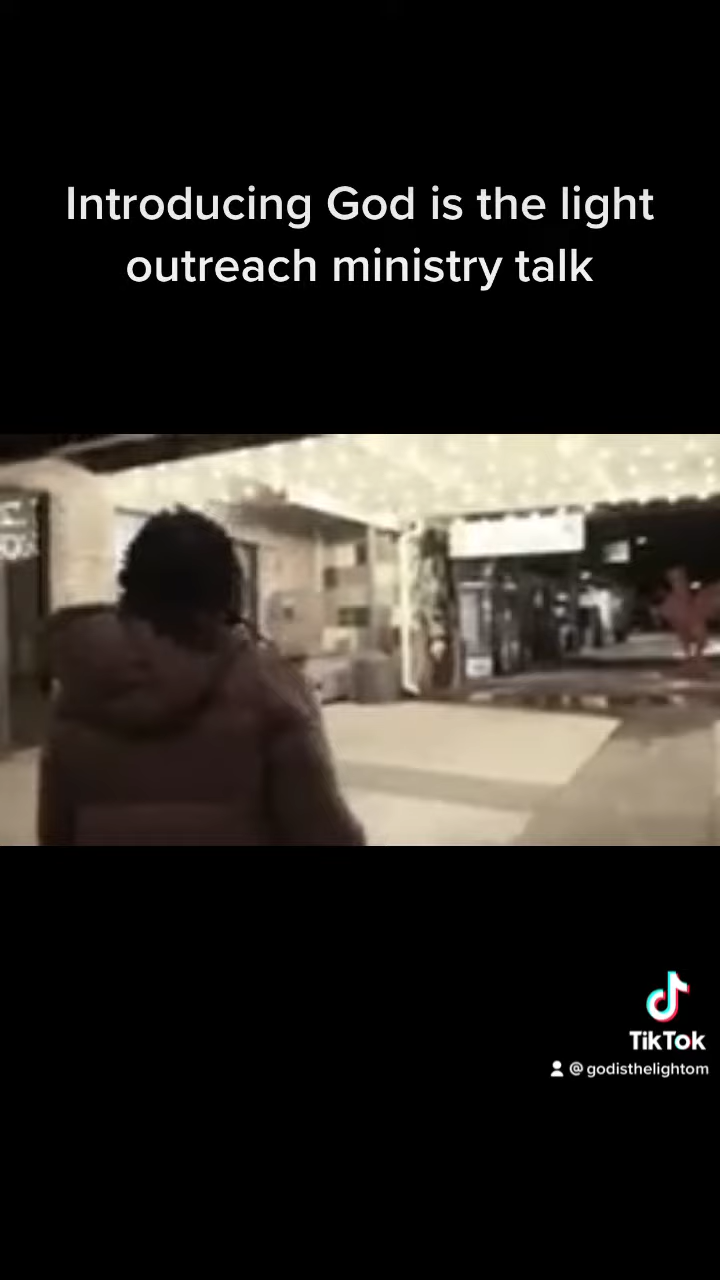 Introducing God is the light
outreach ministry talk
TikTok
@godisthelightom